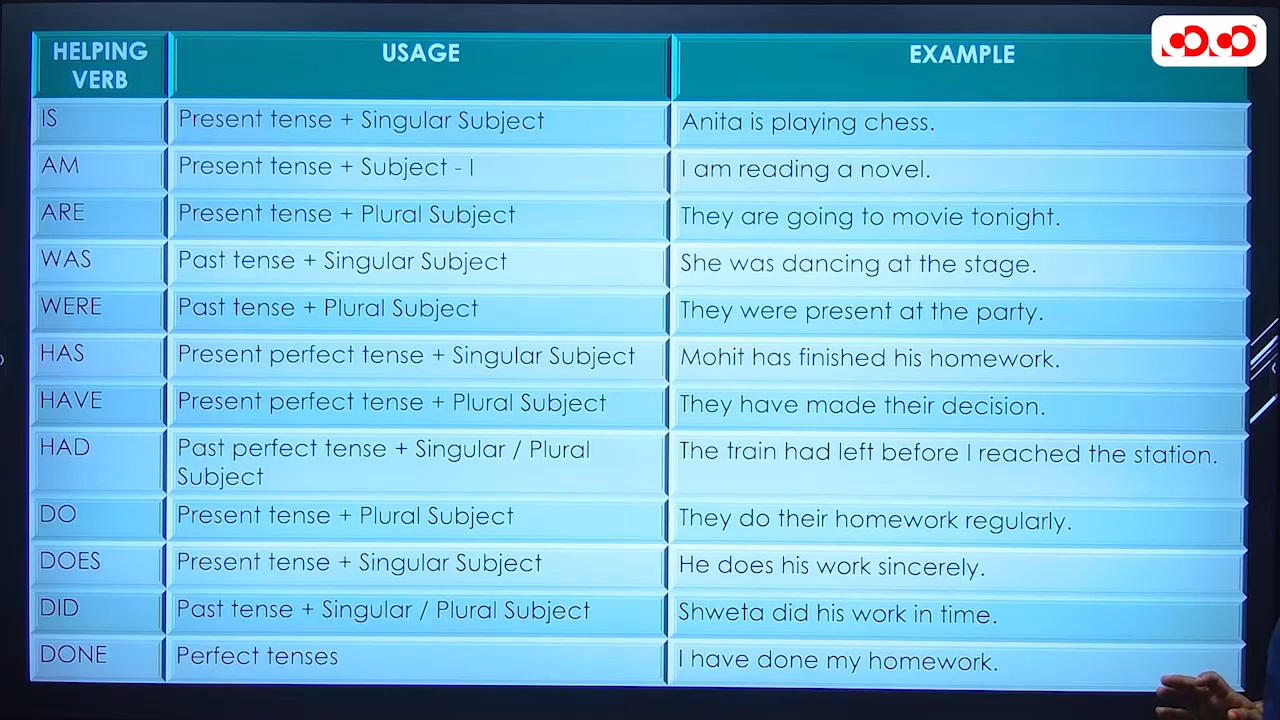 HELPING VERB | USAGE | EXAMPLE
IS | Present tense + Singular Subject | Anita is playing chess.
AM | Present tense + Subject - I | I am reading a novel.
ARE | Present tense + Plural Subject | They are going to movie tonight.
WAS | Past tense + Singular Subject | She was dancing at the stage.
WERE | Past tense + Plural Subject | They were present at the party.
HAS | Present perfect tense + Singular Subject | Mohit has finished his homework.
HAVE | Present perfect tense + Plural Subject | They have made their decision.
HAD | Past perfect tense + Singular / Plural Subject | The train had left before I reached the station.
DO | Present tense + Plural Subject | They do their homework regularly.
DOES | Present tense + Singular Subject | He does his work sincerely.
DID | Past tense + Singular / Plural Subject | Shweta did his work in time.
DONE | Perfect tenses | I have done my homework.